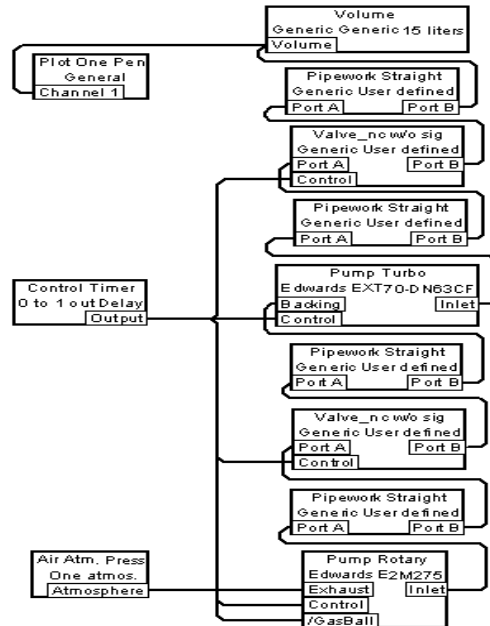 Volume
Generic Generic 15 liters
Volume
Plot One Pen
General
Channel 1
Pipework Straight
Generic User defined
Port A Port B
Valve_nc w/o sig
Generic User defined
Port A Port B
Control
Pipework Straight
Generic User defined
Port A Port B
Control Timer
0 to 1 out Delay
Output
Pump Turbo
Edwards EXT70-DN63CF
Backing Inlet
Control
Pipework Straight
Generic User defined
Port A Port B
Valve_nc w/o sig
Generic User defined
Port A Port B
Control
Pipework Straight
Generic User defined
Port A Port B
Air Atm. Press
One atmos.
Atmosphere
Pump Rotary
Edwards E2M275
Exhaust Inlet
Control
/GasBall